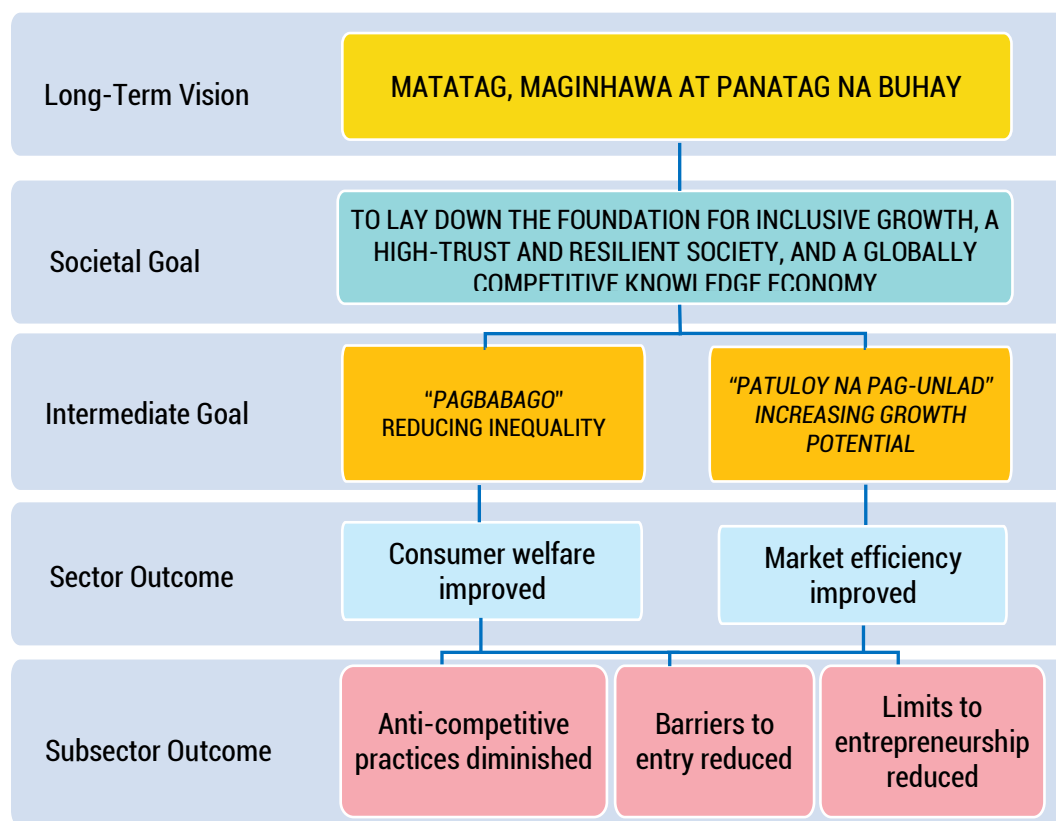 Long-Term Vision
MATATAG, MAGINHAWA AT PANATAG NA BUHAY
Societal Goal
TO LAY DOWN THE FOUNDATION FOR INCLUSIVE GROWTH, A
HIGH-TRUST AND RESILIENT SOCIETY, AND A GLOBALLY
COMPETITIVE KNOWLEDGE ECONOMY
Intermediate Goal
“PAGBABAGO”
REDUCING INEQUALITY
“PATULOY NA PAG-UNLAD”
INCREASING GROWTH
POTENTIAL
Sector Outcome
Consumer welfare
improved
Market efficiency
improved
Subsector Outcome
Anti-competitive
practices diminished
Barriers to
entry reduced
Limits to
entrepreneurship
reduced